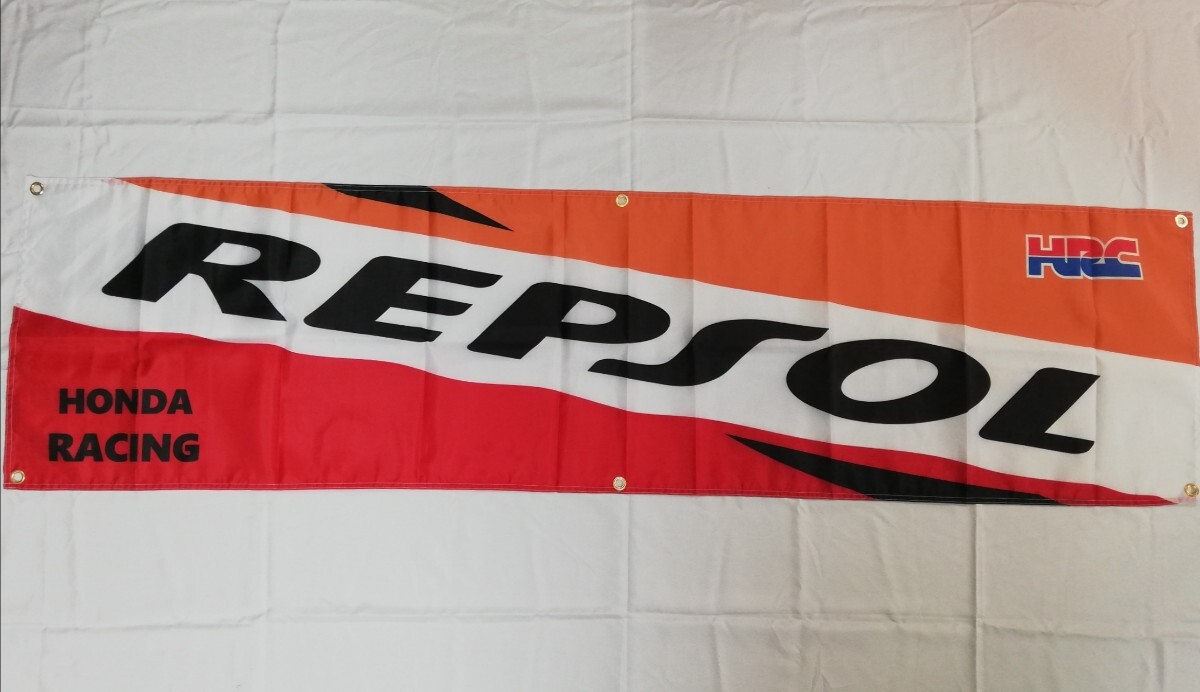 REPSOL
HRC
HONDA
RACING